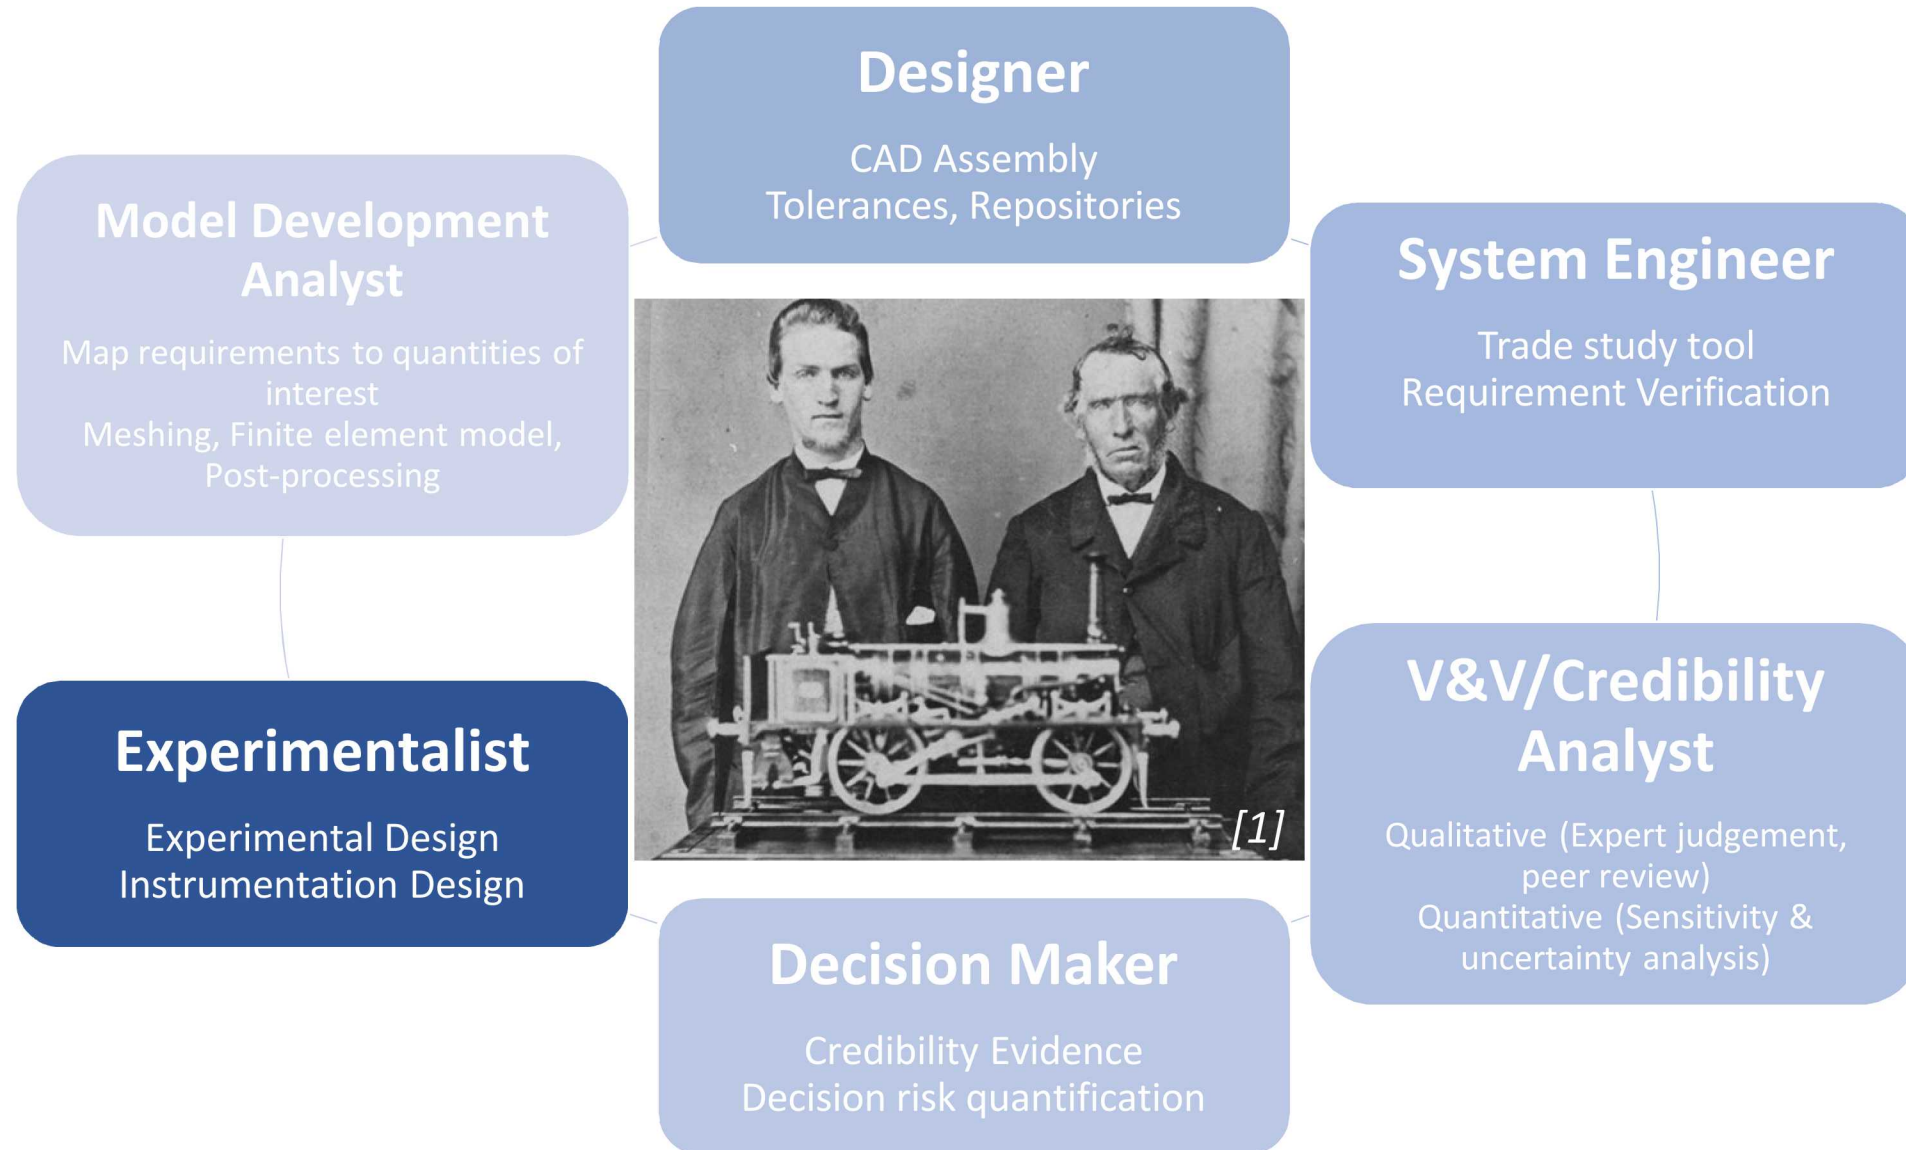 Designer
CAD Assembly
Tolerances, Repositories
System Engineer
Trade study tool
Requirement Verification
V&V/Credibility
Analyst
Qualitative (Expert judgement,
peer review)
Quantitative (Sensitivity &
uncertainty analysis)
Decision Maker
Credibility Evidence
Decision risk quantification
Experimentalist
Experimental Design
Instrumentation Design
Model Development
Analyst
Map requirements to quantities of
interest
Meshing, Finite element model,
Post-processing
[1]